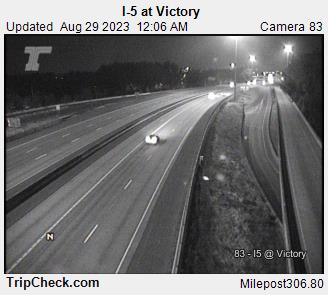 I-5 at Victory
Updated Aug 29 2023 12:06 AM Camera 83
T
N
83 - I5 @ Victory
TripCheck.com Milepost306.80